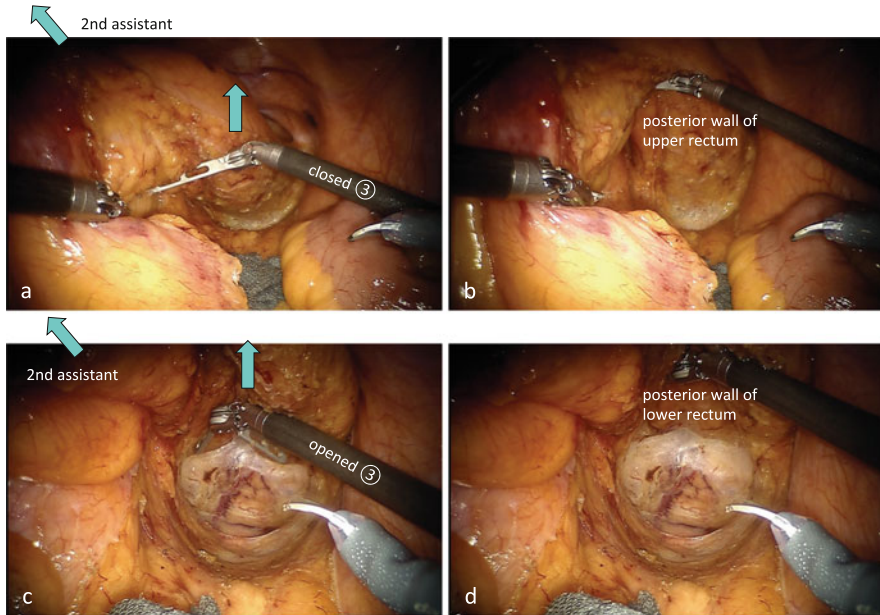 2nd assistant
closed ③
a
posterior wall of
upper rectum
b
2nd assistant
opened ③
c
posterior wall of
lower rectum
d